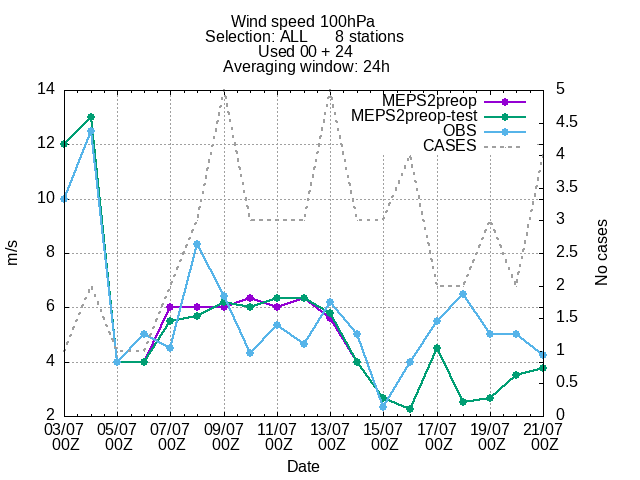 Wind speed 100hPa
Selection: ALL 8 stations
Used 00 + 24
Averaging window: 24h
MEPS2preop
MEPS2preop-test
OBS
CASES
14
12
10
8
6
4
2
m/s
5
4.5
4
3.5
3
2.5
2
1.5
1
0.5
0
No cases
03/07 05/07 07/07 09/07 11/07 13/07 15/07 17/07 19/07 21/07
00Z 00Z 00Z 00Z 00Z 00Z 00Z 00Z 00Z 00Z
Date